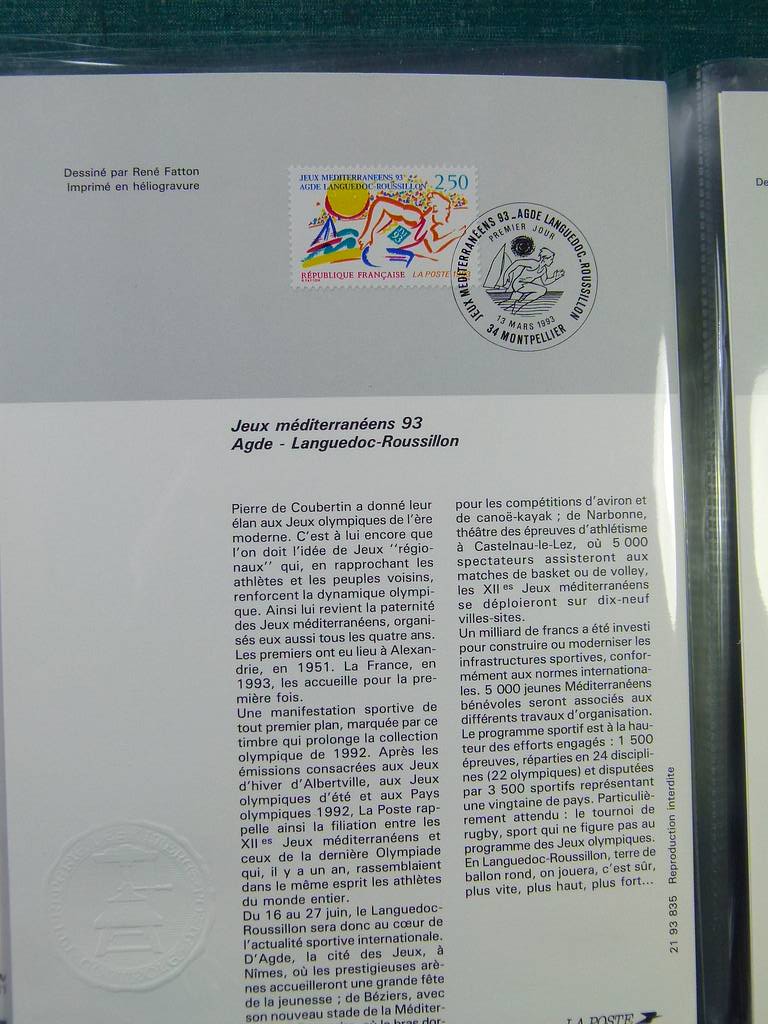 Dessiné par René Fatton
Imprimé en héliogravure
JEUX MEDITERRANEENS 93
AGDE LANGUEDOC-ROUSSILLON
2,50
RÉPUBLIQUE FRANÇAISE
LA POSTE 1993
JEUX MEDITERRANÉENS 93_AGDE LANGUEDOC-ROUSSILLON
PREMIER JOUR
13 MARS 1993
34 MONTPELLIER
De
Jeux méditerranéens 93
Agde - Languedoc-Roussillon
Pierre de Coubertin a donné leur
élan aux Jeux olympiques de l'ère
moderne. C'est à lui encore que
l'on doit l'idée de Jeux ''régio-
naux'' qui, en rapprochant les
athlètes et les peuples voisins,
renforcent la dynamique olympi-
que. Ainsi lui revient la paternité
des Jeux méditerranéens, organi-
sés eux aussi tous les quatre ans.
Les premiers ont eu lieu à Alexan-
drie, en 1951. La France, en
1993, les accueille pour la pre-
mière fois.
Une manifestation sportive de
tout premier plan, marquée par ce
timbre qui prolonge la collection
olympique de 1992. Après les
émissions consacrées aux Jeux
d'hiver d'Albertville, aux Jeux
olympiques d'été et aux Pays
olympiques 1992, La Poste rap-
pelle ainsi la filiation entre les
XIIes Jeux méditerranéens et
ceux de la dernière Olympiade
qui, il y a un an, rassemblaient
dans le même esprit les athlètes
du monde entier.
Du 16 au 27 juin, le Languedoc-
Roussillon sera donc au cœur de
l'actualité sportive internationale.
D'Agde, la cité des Jeux, à
Nîmes, où les prestigieuses arè-
nes accueilleront une grande fête
de la jeunesse ; de Béziers, avec
son nouveau stade de la Méditer-
où le bras dor-
pour les compétitions d'aviron et
de canoë-kayak ; de Narbonne,
théâtre des épreuves d'athlétisme
à Castelnau-le-Lez, où 5 000
spectateurs assisteront aux
matches de basket ou de volley,
les XIIes Jeux méditerranéens
se déploieront sur dix-neuf
villes-sites.
Un milliard de francs a été investi
pour construire ou moderniser les
infrastructures sportives, confor-
mément aux normes internationa-
les. 5 000 jeunes Méditerranéens
bénévoles seront associés aux
différents travaux d'organisation.
Le programme sportif est à la hau-
teur des efforts engagés : 1 500
épreuves, réparties en 24 discipli-
nes (22 olympiques) et disputées
par 3 500 sportifs représentant
une vingtaine de pays. Particuliè-
rement attendu : le tournoi de
rugby, sport qui ne figure pas au
programme des Jeux olympiques.
En Languedoc-Roussillon, terre de
ballon rond, on jouera, c'est sûr,
plus vite, plus haut, plus fort...
21 93 835 Reproduction interdite
LA POSTE